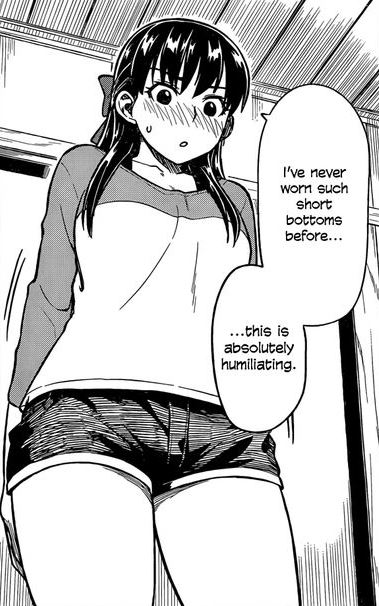 I've never
worn such
short
bottoms
before...
...this is
absolutely
humiliating.